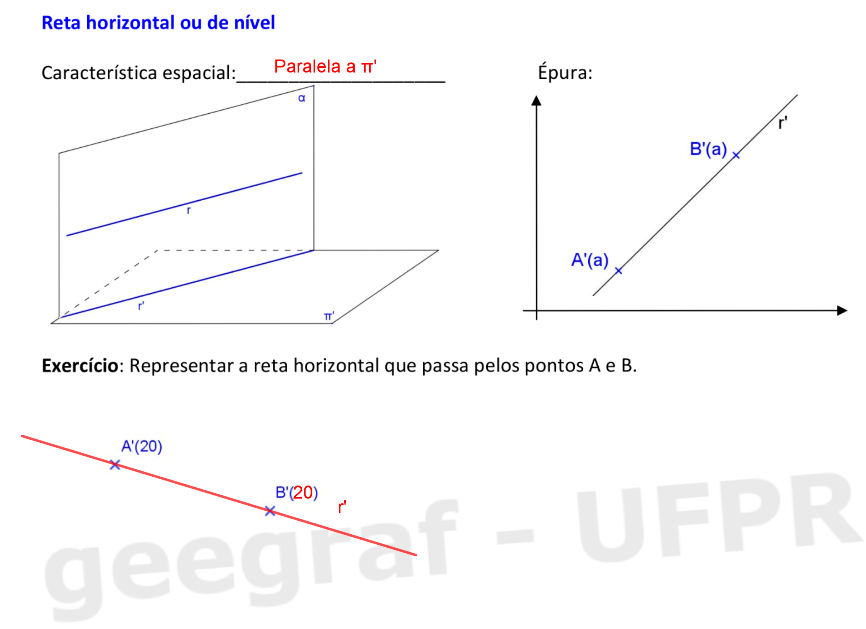 Reta horizontal ou de nível
Característica espacial: Paralela a π'
Épura:
α
r
r'
π'
r'
B'(a)
A'(a)
Exercício: Representar a reta horizontal que passa pelos pontos A e B.
A'(20)
B'(20)
r'
geegraf - UFPR